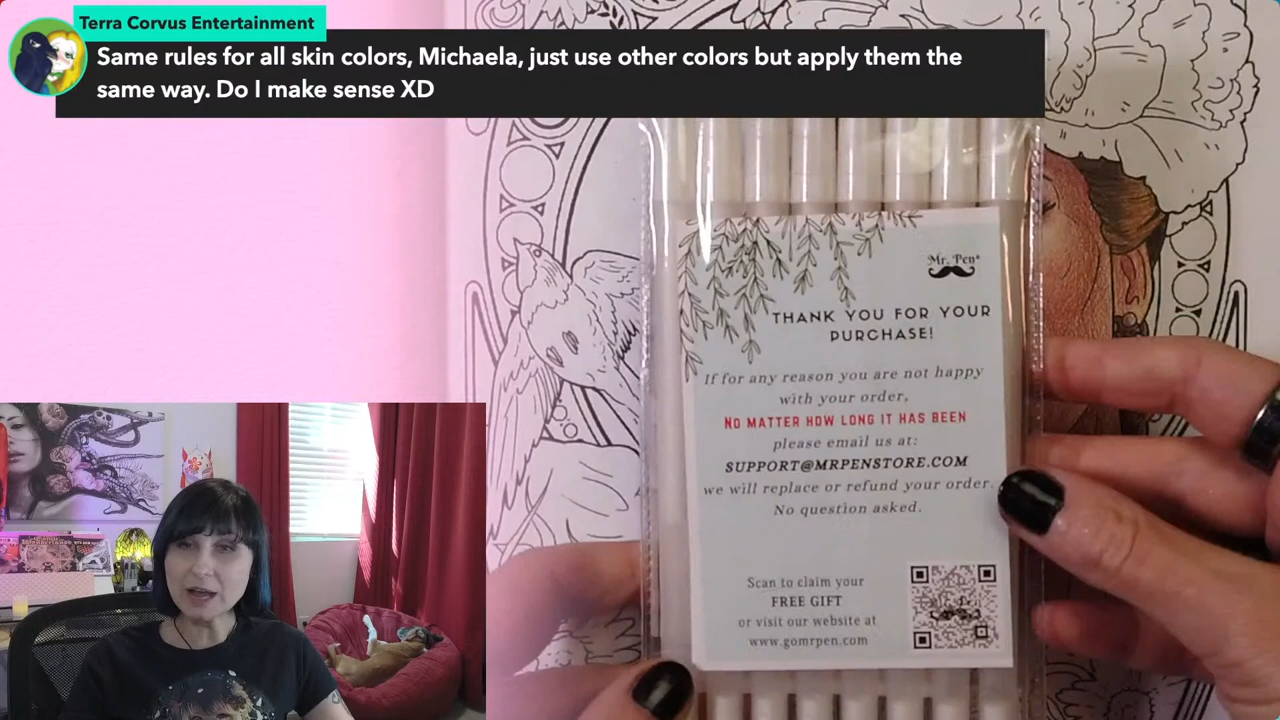 Terra Corvus Entertainment
Same rules for all skin colors, Michaela, just use other colors but apply them the
same way. Do I make sense XD
Mr. Pen®
THANK YOU FOR YOUR
PURCHASE!
If for any reason you are not happy
with your order,
NO MATTER HOW LONG IT HAS BEEN
please email us at:
SUPPORT@MRPENSTORE.COM
we will replace or refund your order.
No question asked.
Scan to claim your
FREE GIFT
or visit our website at
www.gomrpen.com